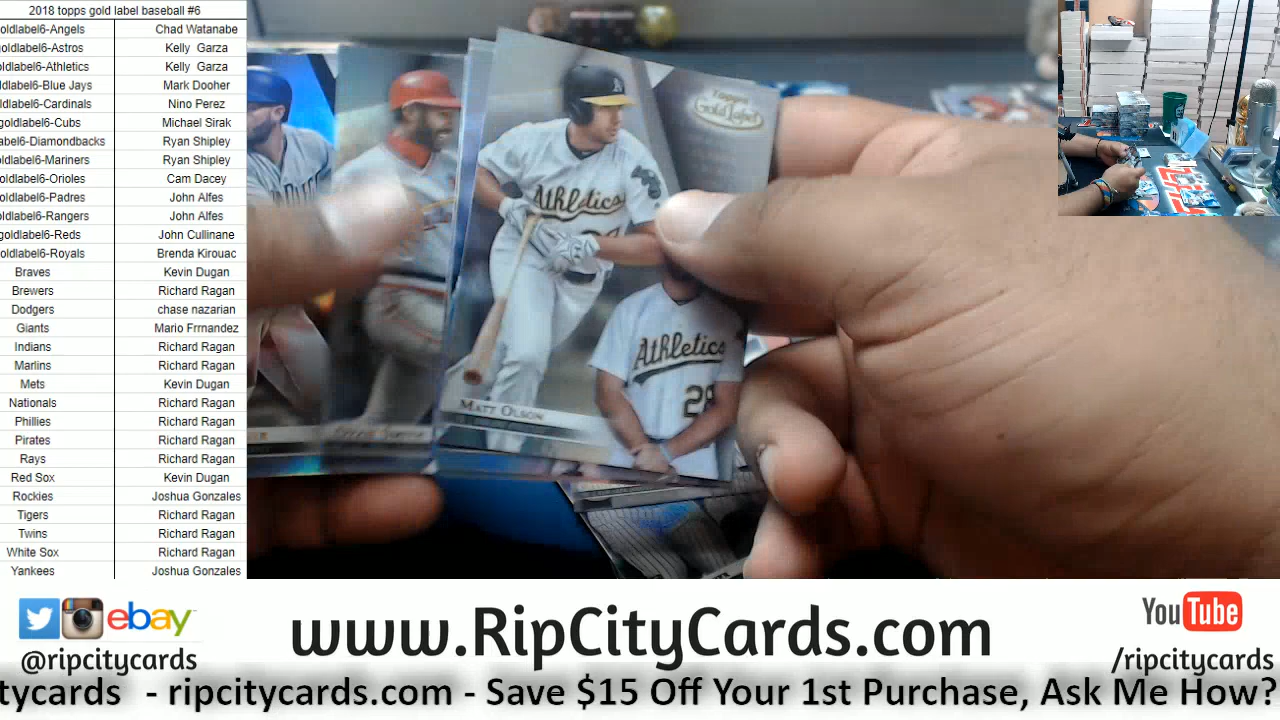 2018 topps gold label baseball #6
oldlabel6-Angels Chad Watanabe
oldlabel6-Astros Kelly Garza
oldlabel6-Athletics Kelly Garza
ldlabel6-Blue Jays Mark Dooher
ldlabel6-Cardinals Nino Perez
goldlabel6-Cubs Michael Sirak
abel6-Diamondbacks Ryan Shipley
label6-Mariners Ryan Shipley
oldlabel6-Orioles Cam Dacey
oldlabel6-Padres John Alfes
oldlabel6-Rangers John Alfes
goldlabel6-Reds John Cullinane
oldlabel6-Royals Brenda Kirouac
Braves Kevin Dugan
Brewers Richard Ragan
Dodgers chase nazarian
Giants Mario Frrnandez
Indians Richard Ragan
Marlins Richard Ragan
Mets Kevin Dugan
Nationals Richard Ragan
Phillies Richard Ragan
Pirates Richard Ragan
Rays Richard Ragan
Red Sox Kevin Dugan
Rockies Joshua Gonzales
Tigers Richard Ragan
Twins Richard Ragan
White Sox Richard Ragan
Yankees Joshua Gonzales
Topps
Gold Label
Athletics
Athletics
28
Matt Olson
ebay
@ripcitycards
www.RipCityCards.com
YouTube
/ripcitycards
tycards - ripcitycards.com - Save $15 Off Your 1st Purchase, Ask Me How?